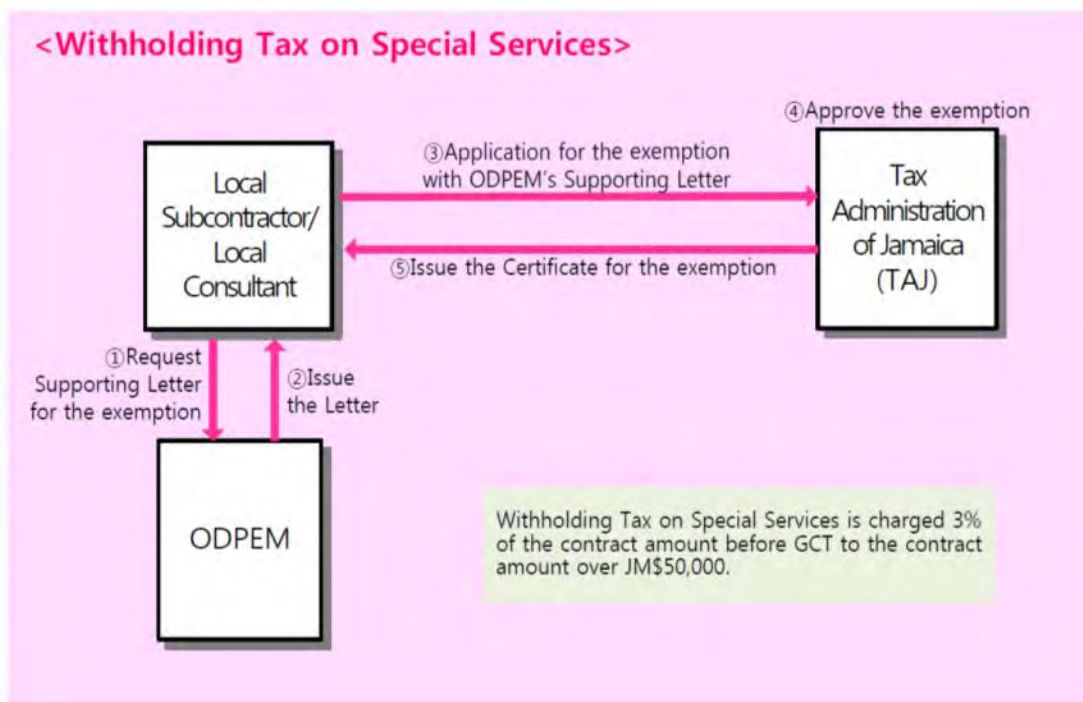 <Withholding Tax on Special Services>
④Approve the exemption
Local
Subcontractor/
Local
Consultant
③Application for the exemption
with ODPEM's Supporting Letter
Tax
Administration
of Jamaica
(TAJ)
⑤Issue the Certificate for the exemption
①Request
Supporting Letter
for the exemption
②Issue
the Letter
ODPEM
Withholding Tax on Special Services is charged 3%
of the contract amount before GCT to the contract
amount over JM$50,000.